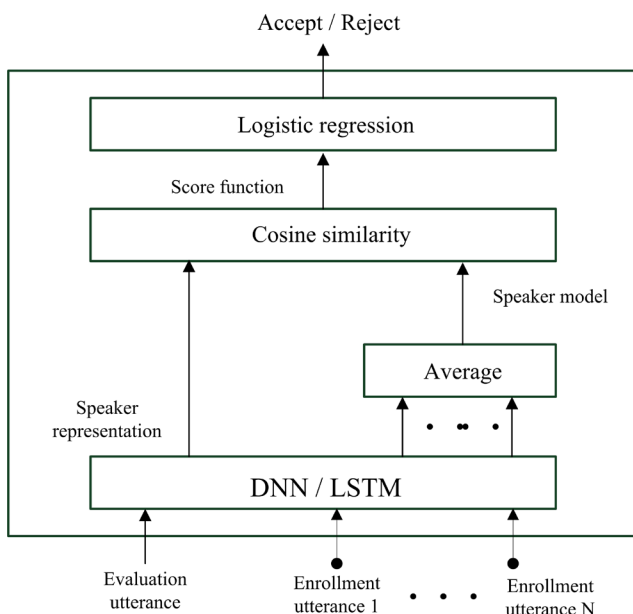 Accept / Reject
Logistic regression
Score function
Cosine similarity
Speaker model
Average
Speaker
representation
DNN / LSTM
Evaluation
utterance
Enrollment
utterance 1
Enrollment
utterance N